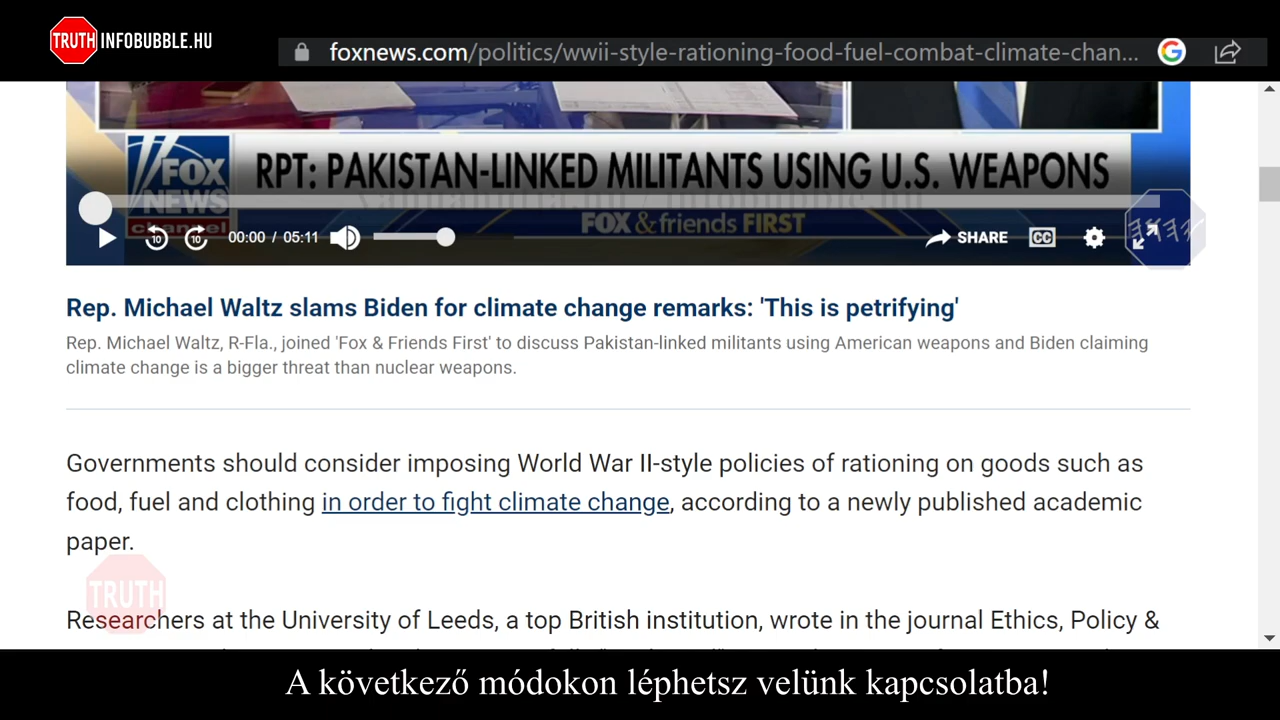 TRUTH INFOBUBBLE.HU
foxnews.com/politics/wwii-style-rationing-food-fuel-combat-climate-chan...
FOX NEWS channel
RPT: PAKISTAN-LINKED MILITANTS USING U.S. WEAPONS
FOX & friends FIRST
10 10 00:00 / 05:11 SHARE CC
Rep. Michael Waltz slams Biden for climate change remarks: 'This is petrifying'
Rep. Michael Waltz, R-Fla., joined 'Fox & Friends First' to discuss Pakistan-linked militants using American weapons and Biden claiming
climate change is a bigger threat than nuclear weapons.
Governments should consider imposing World War II-style policies of rationing on goods such as
food, fuel and clothing in order to fight climate change, according to a newly published academic
paper.
TRUTH
Researchers at the University of Leeds, a top British institution, wrote in the journal Ethics, Policy &
A következő módokon léphetsz velünk kapcsolatba!